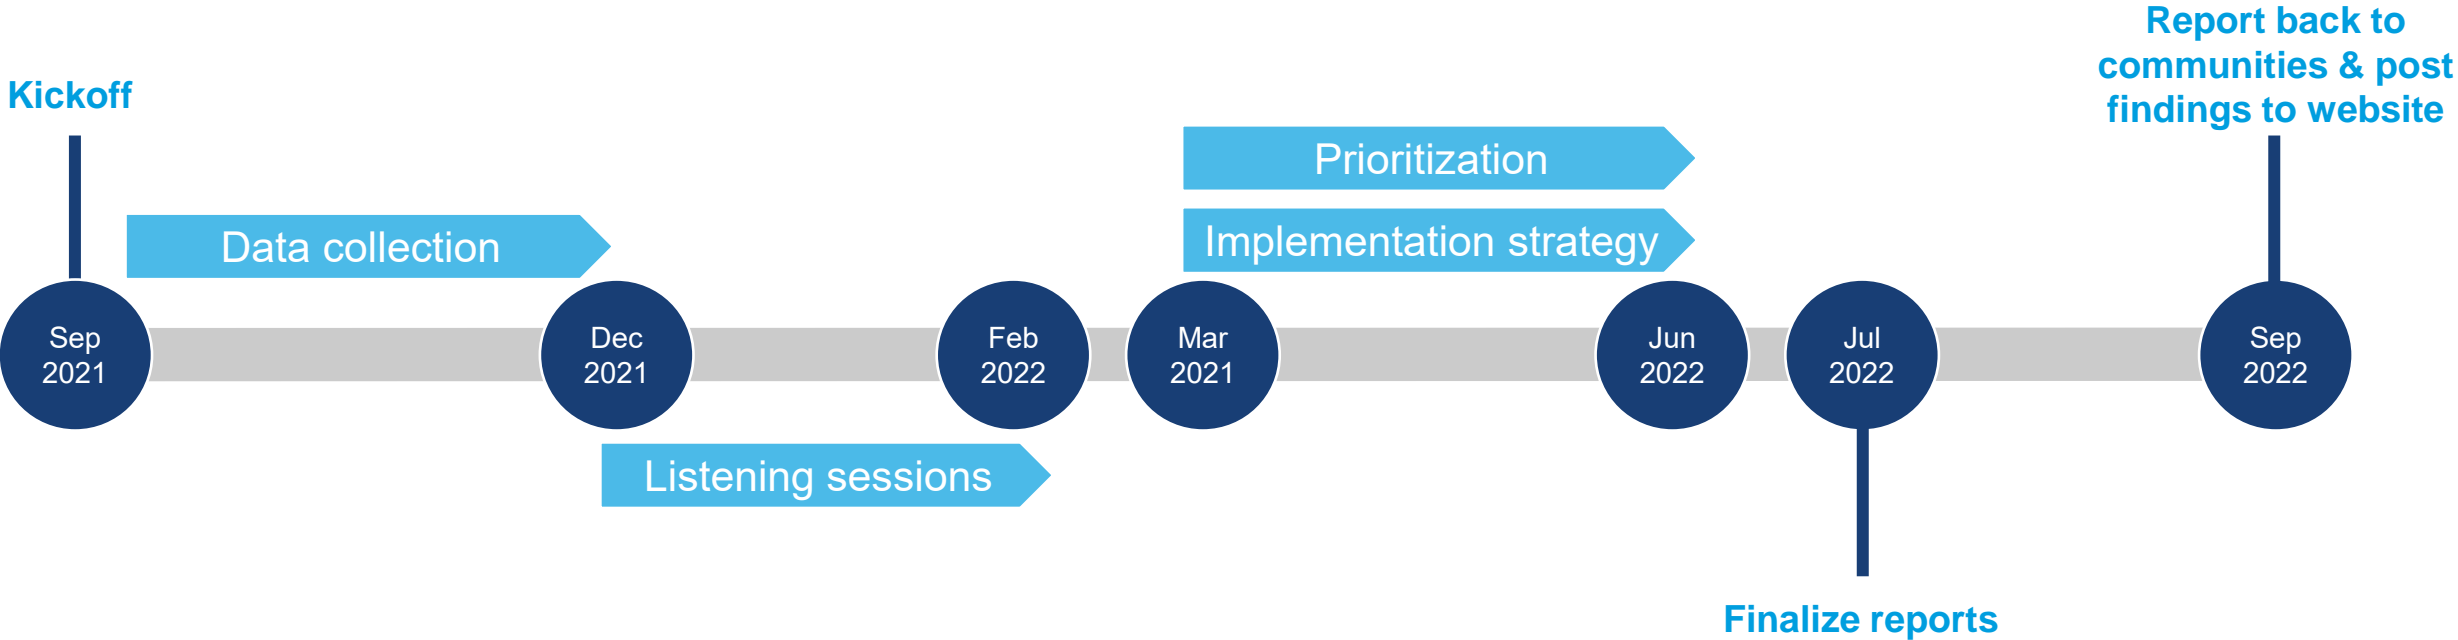 Report back to
communities & post
findings to website
Kickoff
Prioritization
Implementation strategy
Data collection
Sep
2021
Dec
2021
Feb
2022
Mar
2021
Jun
2022
Jul
2022
Sep
2022
Listening sessions
Finalize reports